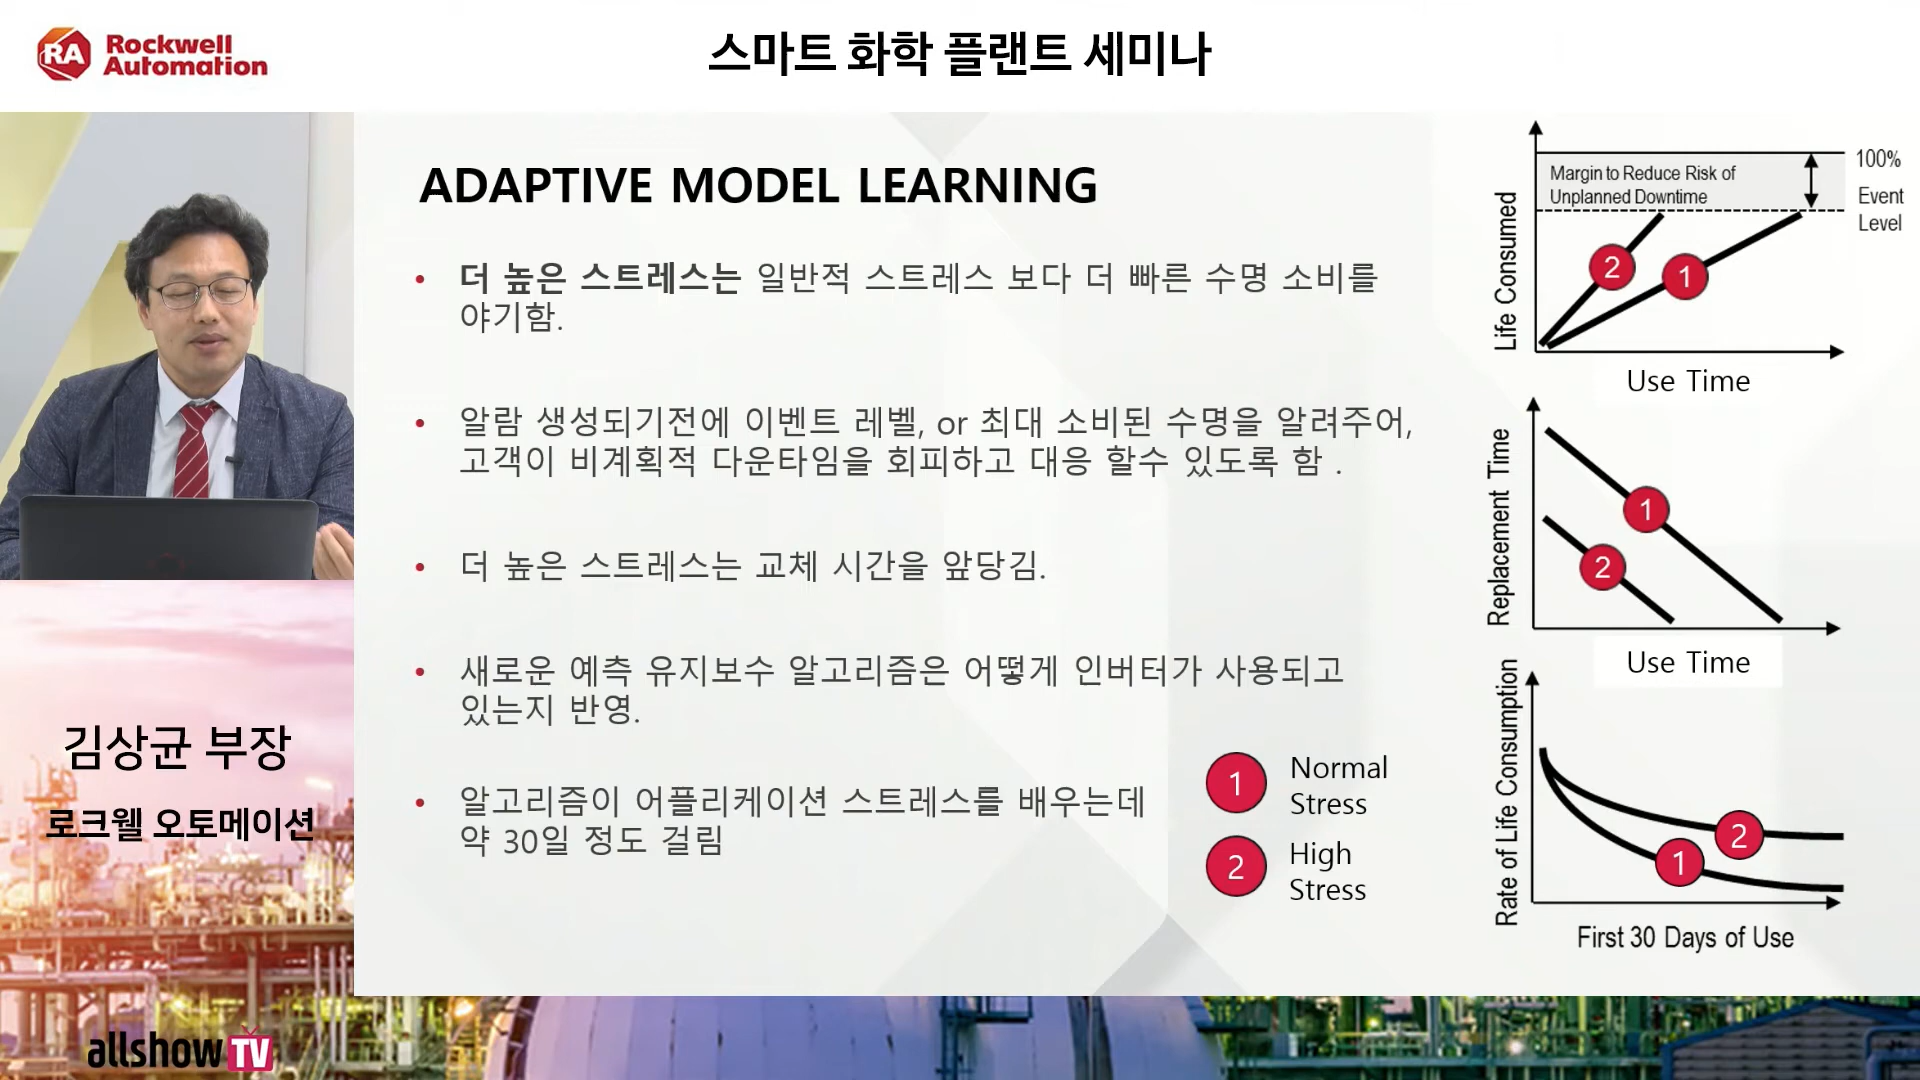 RA Rockwell
Automation
스마트 화학 플랜트 세미나
ADAPTIVE MODEL LEARNING
• 더 높은 스트레스는 일반적 스트레스 보다 더 빠른 수명 소비를
야기함.
• 알람 생성되기전에 이벤트 레벨, or 최대 소비된 수명을 알려주어,
고객이 비계획적 다운타임을 회피하고 대응 할수 있도록 함 .
• 더 높은 스트레스는 교체 시간을 앞당김.
• 새로운 예측 유지보수 알고리즘은 어떻게 인버터가 사용되고
있는지 반영.
• 알고리즘이 어플리케이션 스트레스를 배우는데
약 30일 정도 걸림
1 Normal
Stress
2 High
Stress
Life Consumed
Margin to Reduce Risk of
Unplanned Downtime
100%
Event
Level
2
1
Use Time
Replacement Time
1
2
Use Time
Rate of Life Consumption
2
1
First 30 Days of Use
김상균 부장
로크웰 오토메이션
allshow TV